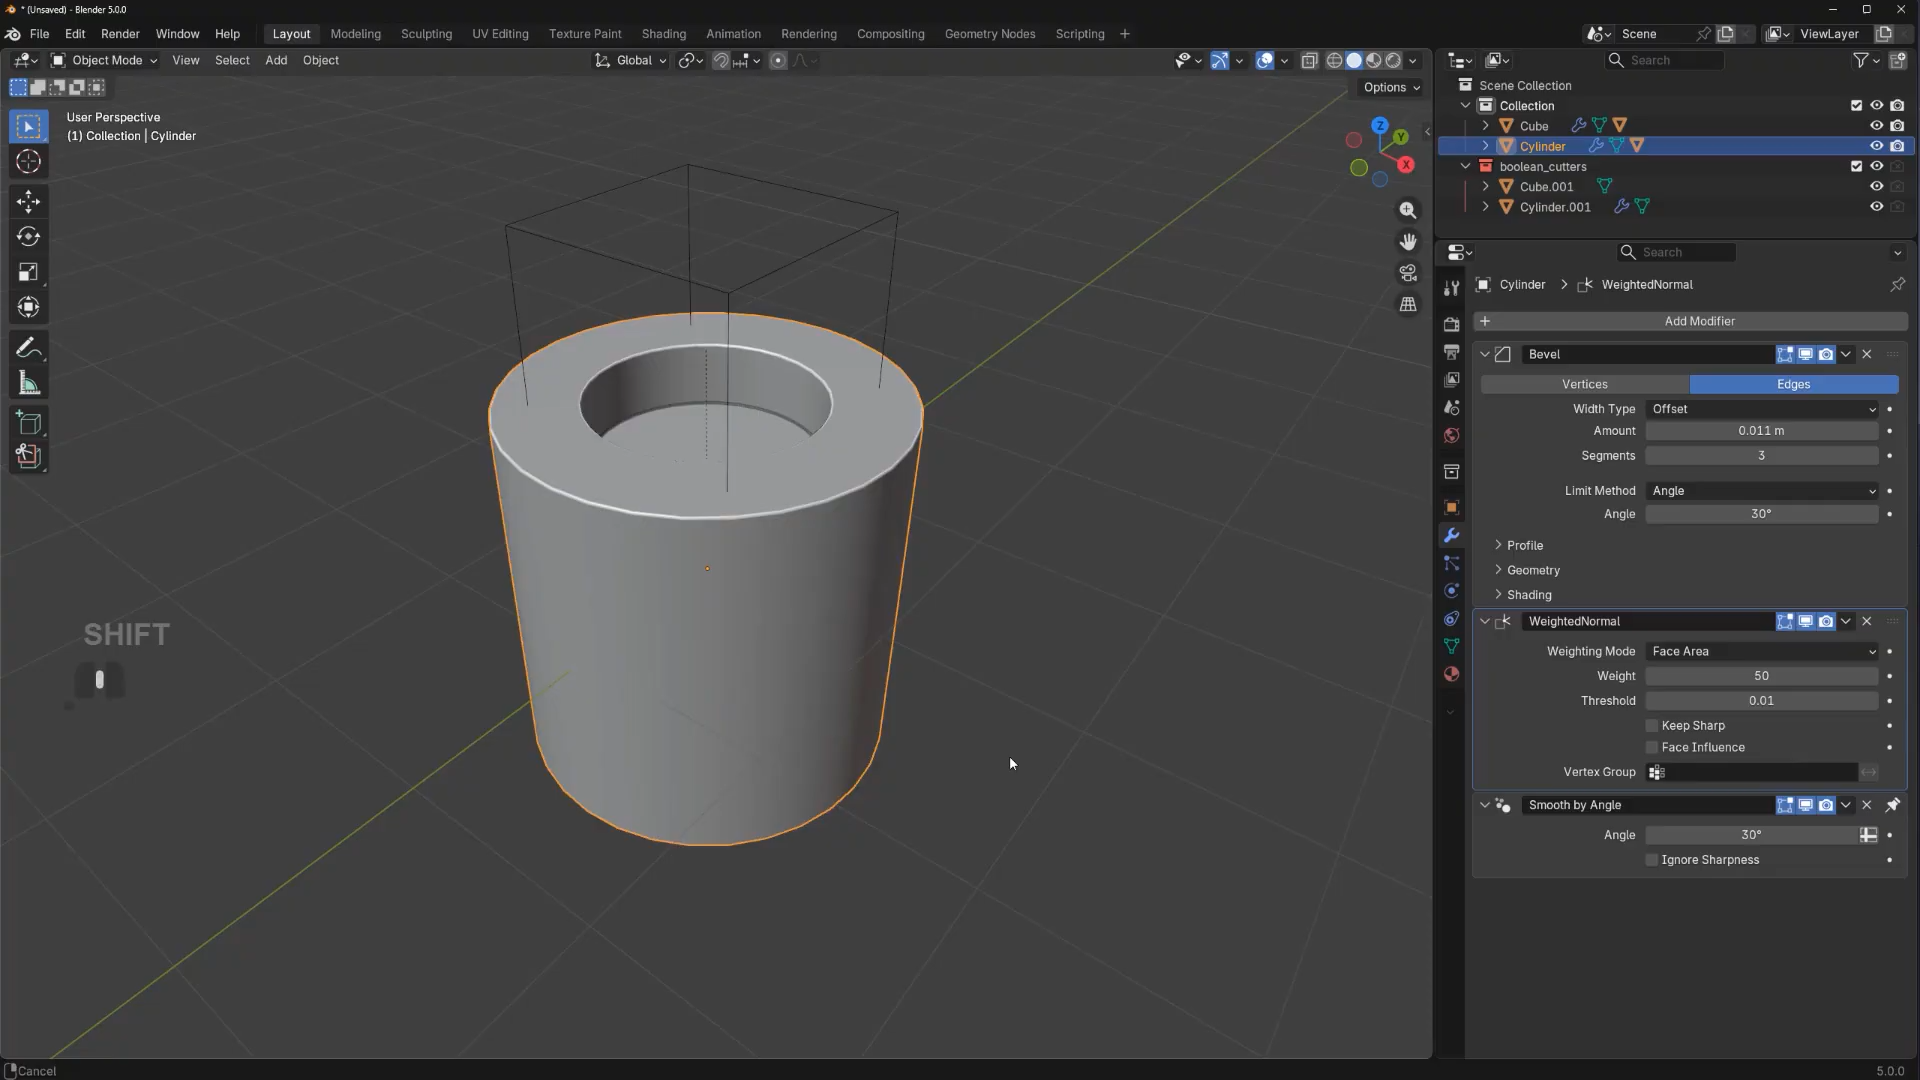 * (Unsaved) - Blender 5.0.0
File Edit Render Window Help Layout Modeling Sculpting UV Editing Texture Paint Shading Animation Rendering Compositing Geometry Nodes Scripting + Scene ViewLayer
Object Mode View Select Add Object Global Search
Options
User Perspective
(1) Collection | Cylinder
Z
Y
X
Scene Collection
Collection
Cube
Cylinder
boolean_cutters
Cube.001
Cylinder.001
Search
Cylinder > WeightedNormal
+ Add Modifier
Bevel
Vertices Edges
Width Type Offset
Amount 0.011 m
Segments 3
Limit Method Angle
Angle 30°
Profile
Geometry
Shading
WeightedNormal
Weighting Mode Face Area
Weight 50
Threshold 0.01
Keep Sharp
Face Influence
Vertex Group
Smooth by Angle
Angle 30°
Ignore Sharpness
SHIFT
Cancel
5.0.0